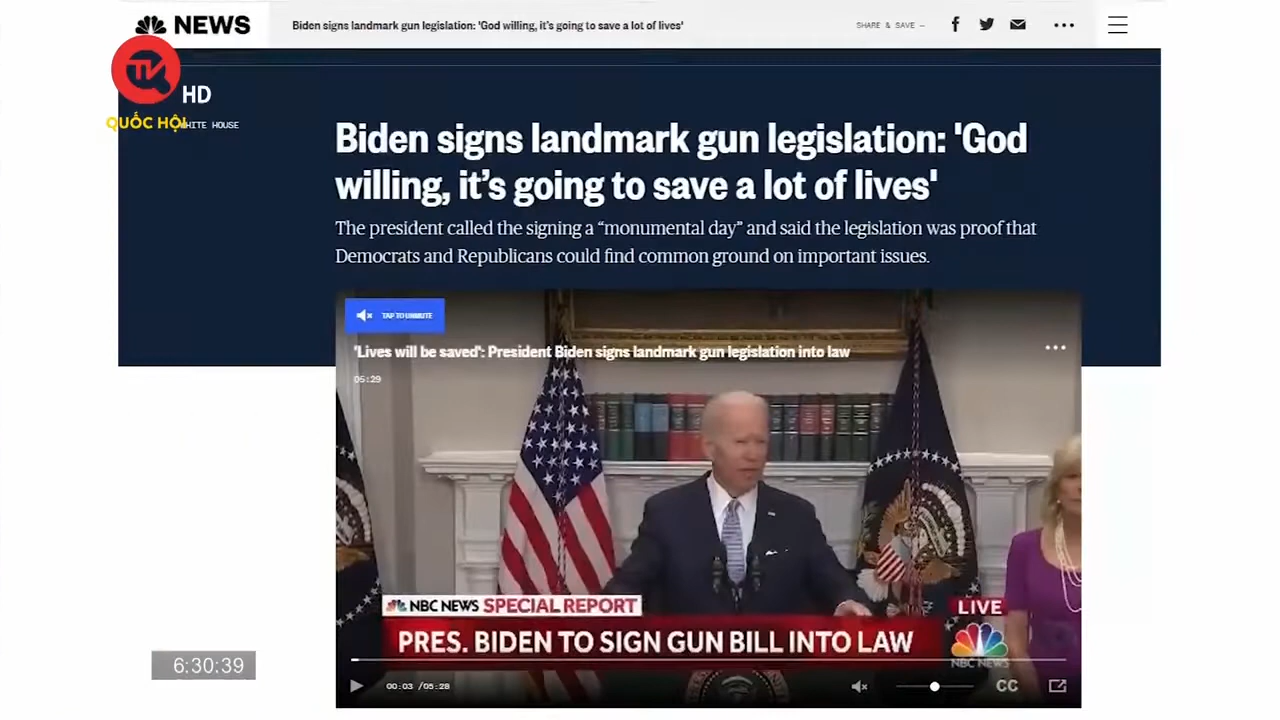 NEWS
Biden signs landmark gun legislation: 'God willing, it's going to save a lot of lives'
SHARE & SAVE —
TV
HD
QUỐC HỘI
HITE HOUSE
Biden signs landmark gun legislation: 'God
willing, it's going to save a lot of lives'
The president called the signing a “monumental day” and said the legislation was proof that
Democrats and Republicans could find common ground on important issues.
TAP TO UNMUTE
'Lives will be saved': President Biden signs landmark gun legislation into law
05:29
NBC NEWS SPECIAL REPORT
LIVE
PRES. BIDEN TO SIGN GUN BILL INTO LAW
NBC NEWS
6:30:39
00:03 /05:28
CC